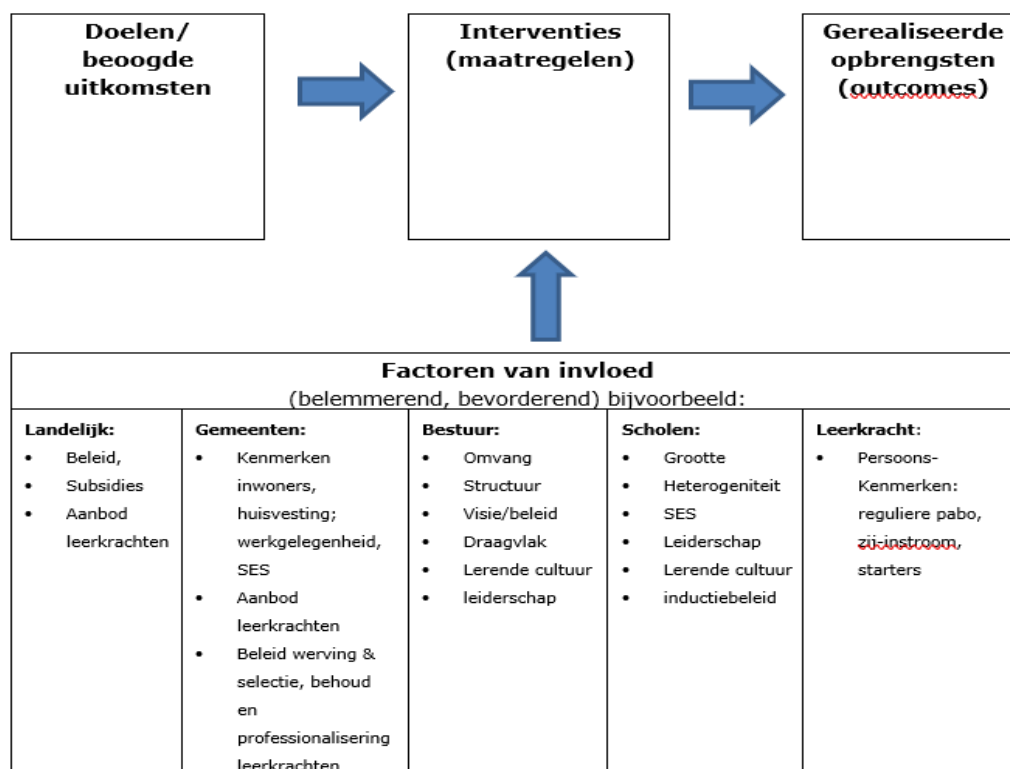 Doelen/
beoogde
uitkomsten
Interventies
(maatregelen)
Gerealiseerde
opbrengsten
(outcomes)
Factoren van invloed
(belemmerend, bevorderend) bijvoorbeeld:
Landelijk:
• Beleid,
• Subsidies
• Aanbod
leerkrachten
Gemeenten:
• Kenmerken
inwoners,
huisvesting;
werkgelegenheid,
SES
• Aanbod
leerkrachten
• Beleid werving &
selectie, behoud
en
professionalisering
leerkrachten
Bestuur:
• Omvang
• Structuur
• Visie/beleid
• Draagvlak
• Lerende cultuur
• leiderschap
Scholen:
• Grootte
• Heterogeniteit
• SES
• Leiderschap
• Lerende cultuur
• inductiebeleid
Leerkracht:
• Persoons-
Kenmerken:
reguliere pabo,
zij-instroom,
starters